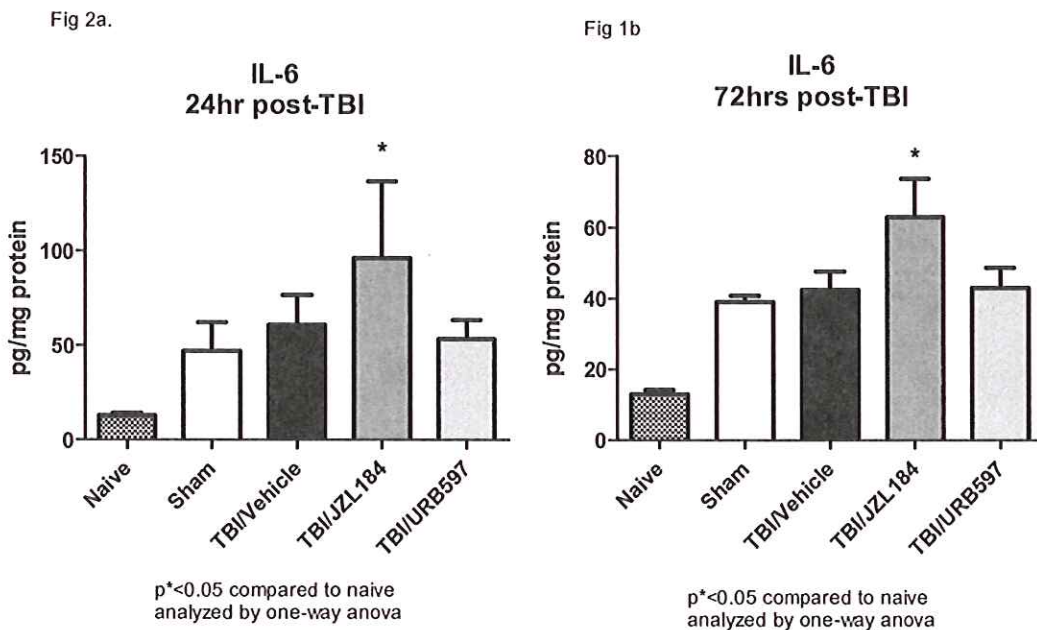 Fig 2a.
IL-6
24hr post-TBI
*
150
100
50
0
pg/mg protein
Naive
Sham
TBI/Vehicle
TBI/JZL184
TBI/URB597
p*<0.05 compared to naive
analyzed by one-way anova
Fig 1b
IL-6
72hrs post-TBI
*
80
60
40
20
0
pg/mg protein
Naive
Sham
TBI/Vehicle
TBI/JZL184
TBI/URB597
p*<0.05 compared to naive
analyzed by one-way anova